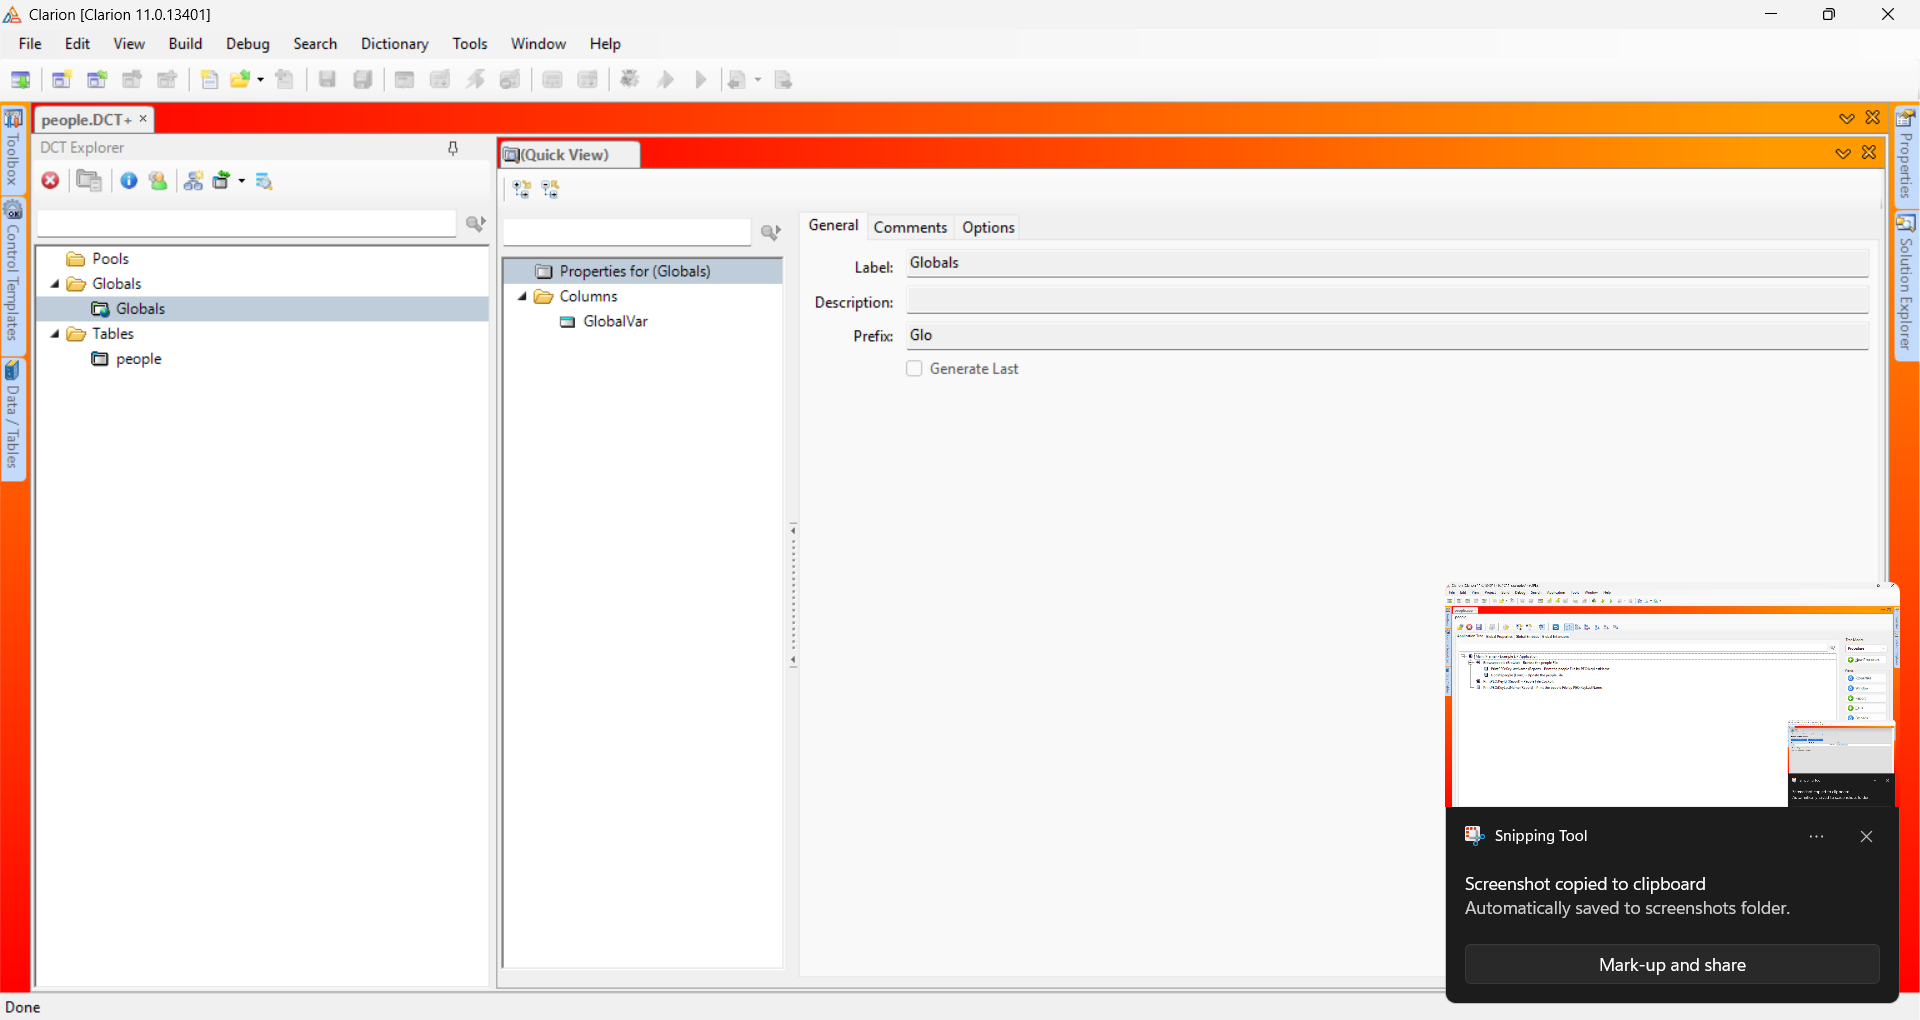 Clarion [Clarion 11.0.13401]
File Edit View Build Debug Search Dictionary Tools Window Help
people.DCT+
Toolbox
Control Templates
Data / Tables
DCT Explorer
Pools
Globals
Globals
Tables
people
(Quick View)
Properties for (Globals)
Columns
GlobalVar
General Comments Options
Label: Globals
Description:
Prefix: Glo
Generate Last
Properties
Solution Explorer
Snipping Tool
Screenshot copied to clipboard
Automatically saved to screenshots folder.
Mark-up and share
Done